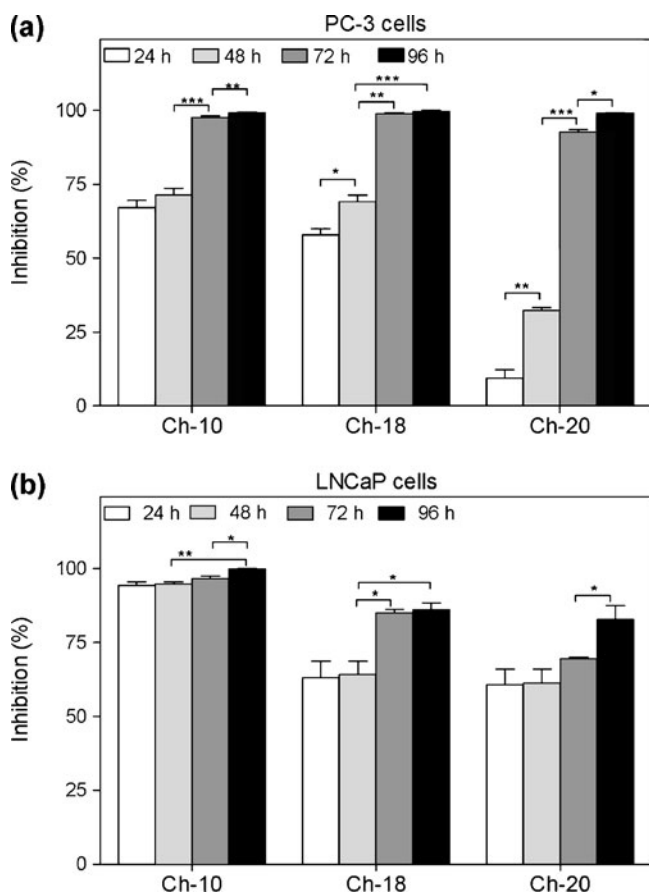 (a)
PC-3 cells
24 h 48 h 72 h 96 h
*** ** *** ** * *** * **
100
75
50
25
0
Inhibition (%)
Ch-10 Ch-18 Ch-20
(b)
LNCaP cells
24 h 48 h 72 h 96 h
** * * * *
100
75
50
25
0
Inhibition (%)
Ch-10 Ch-18 Ch-20